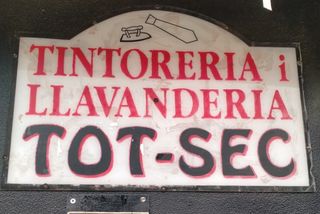 TINTORERIA i
LLAVANDERIA
TOT-SEC